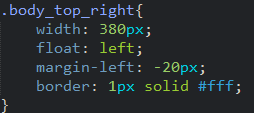 .body_top_right{
width: 380px;
float: left;
margin-left: -20px;
border: 1px solid #fff;
}